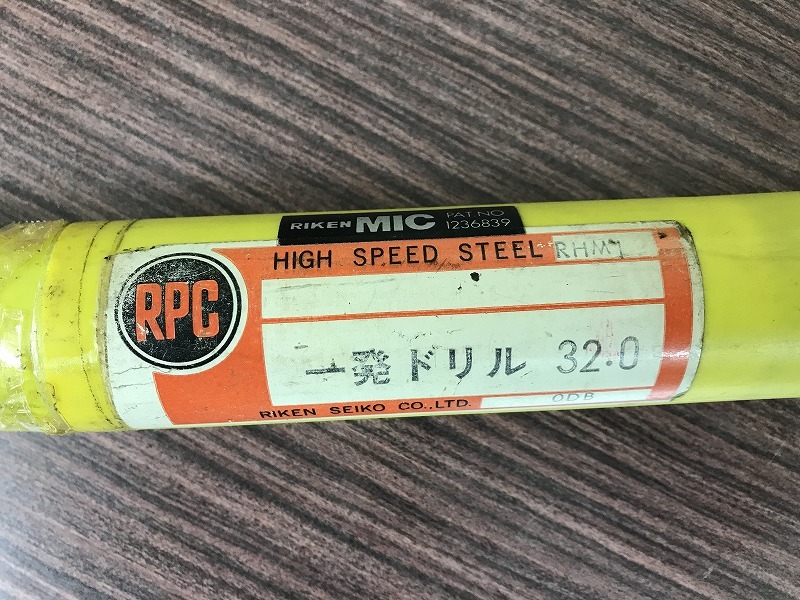 RIKEN MIC PAT.NO 1236839
HIGH SPEED STEEL RHM1
RPC
一発ドリル 32.0
RIKEN SEIKO CO.,LTD.
ODB